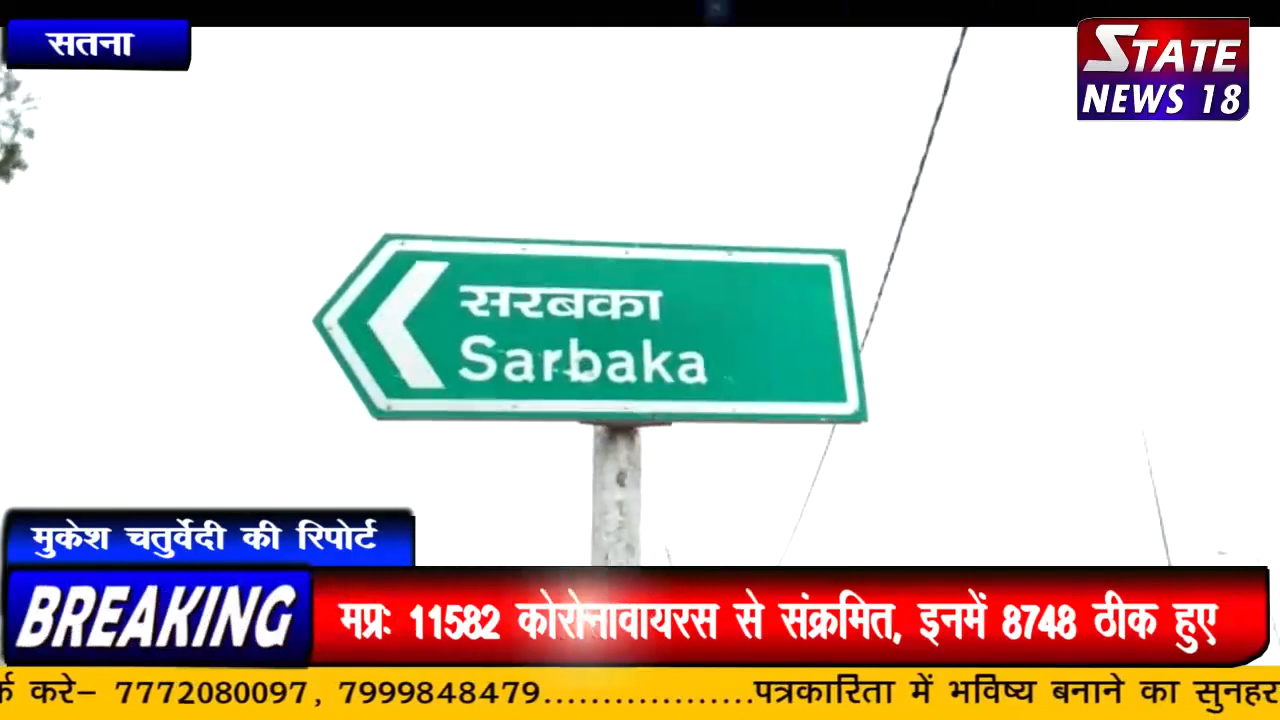 सतना
STATE
NEWS 18
सरबका
Sarbaka
मुकेश चतुर्वेदी की रिपोर्ट
BREAKING
मप्र: 11582 कोरोनावायरस से संक्रमित, इनमें 8748 ठीक हुए
करे– 7772080097, 7999848479..................पत्रकारिता में भविष्य बनाने का